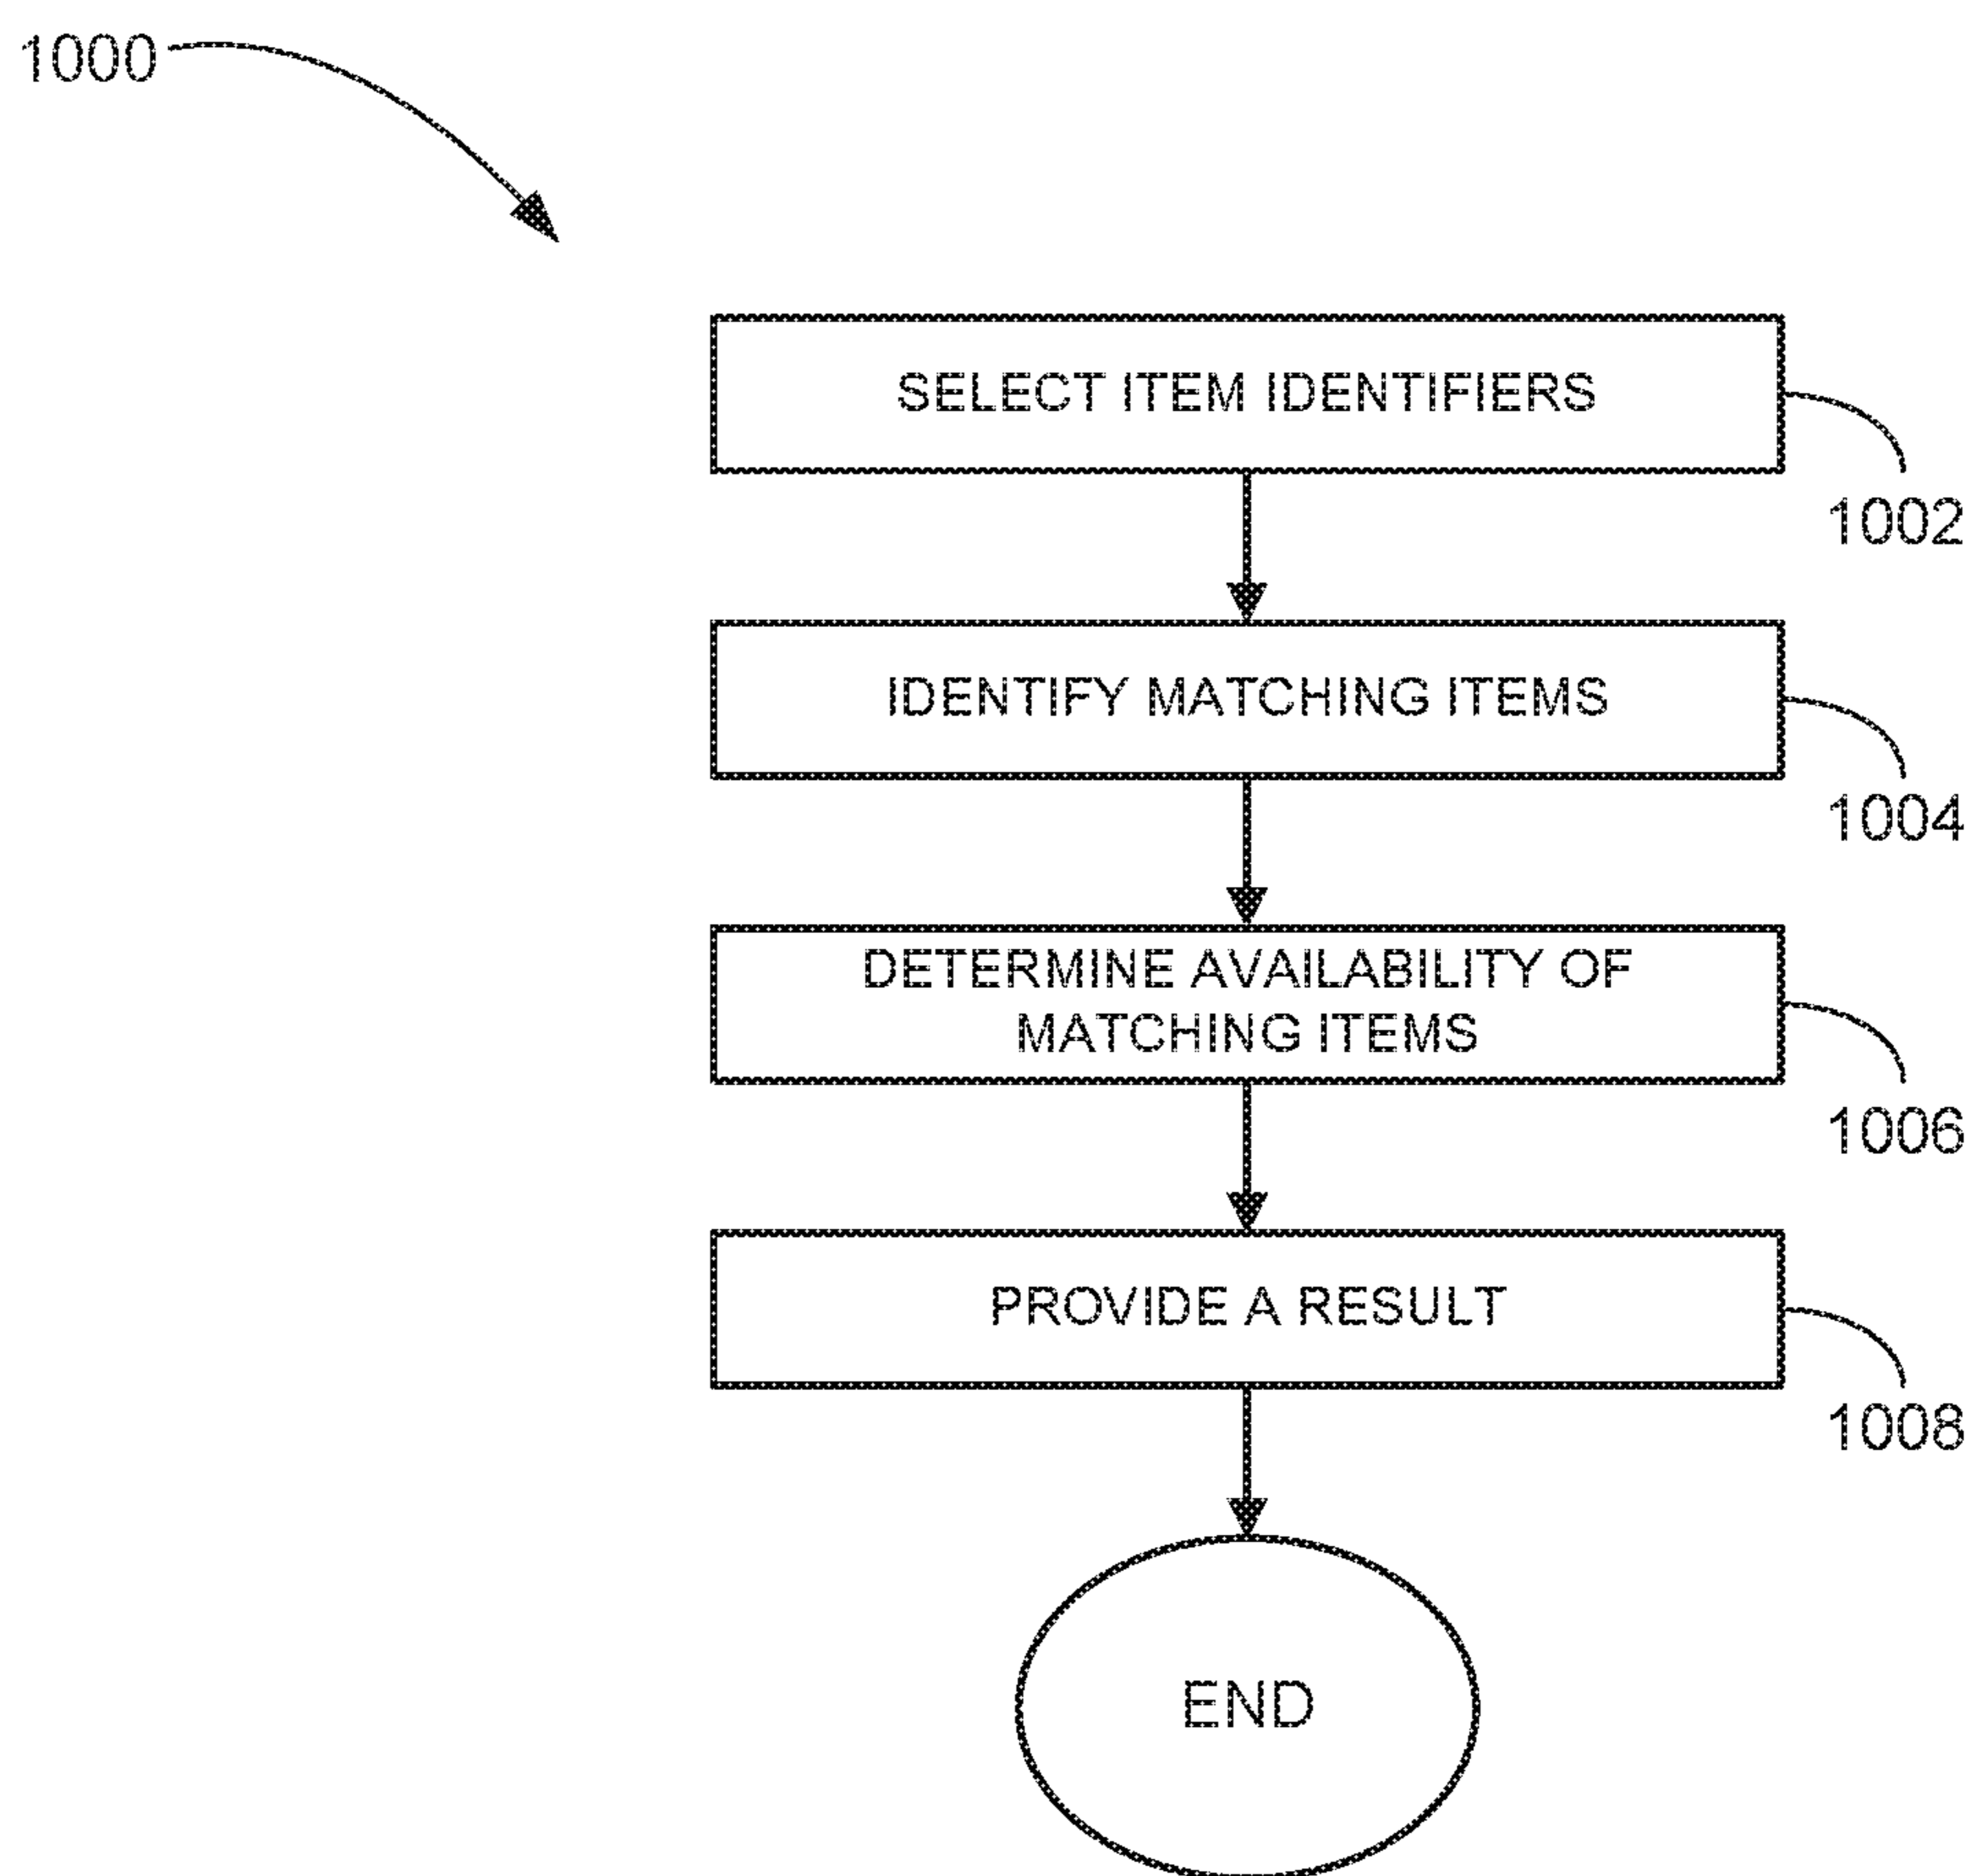 1000
SELECT ITEM IDENTIFIERS
1002
IDENTIFY MATCHING ITEMS
1004
DETERMINE AVAILABILITY OF
MATCHING ITEMS
1006
PROVIDE A RESULT
1008
END